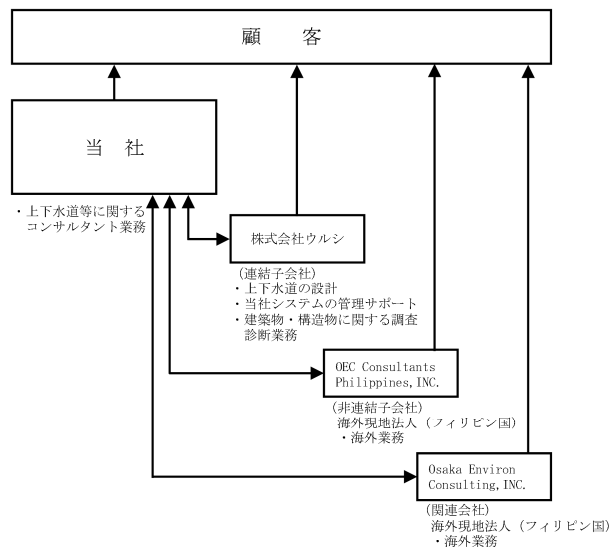 顧　客
当　社
・上下水道等に関する
コンサルタント業務
株式会社ウルシ
(連結子会社)
・上下水道の設計
・当社システムの管理サポート
・建築物・構造物に関する調査
診断業務
OEC Consultants
Philippines,INC.
(非連結子会社)
海外現地法人（フィリピン国）
・海外業務
Osaka Environ
Consulting,INC.
(関連会社)
海外現地法人（フィリピン国）
・海外業務